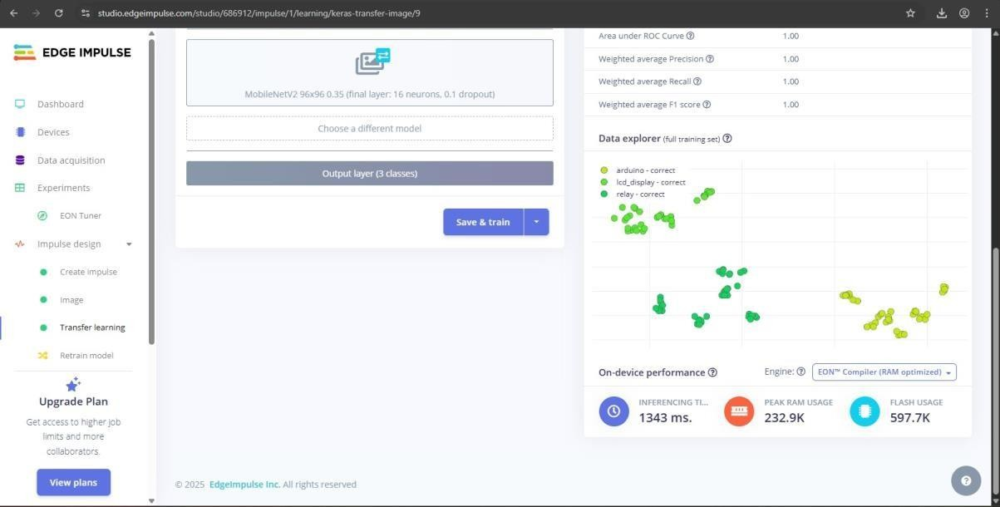 studio.edgeimpulse.com/studio/686912/impulse/1/learning/keras-transfer-image/9
EDGE IMPULSE
Dashboard
Devices
Data acquisition
Experiments
EON Tuner
Impulse design
Create impulse
Image
Transfer learning
Retrain model
Upgrade Plan
Get access to higher job
limits and more
collaborators.
View plans
MobileNetV2 96x96 0.35 (final layer: 16 neurons, 0.1 dropout)
Choose a different model
Output layer (3 classes)
Save & train
Area under ROC Curve ? 1.00
Weighted average Precision ? 1.00
Weighted average Recall ? 1.00
Weighted average F1 score ? 1.00
Data explorer (full training set) ?
arduino - correct
lcd_display - correct
relay - correct
On-device performance ? Engine: ? EON™ Compiler (RAM optimized)
INFERENCING TI...
1343 ms.
PEAK RAM USAGE
232.9K
FLASH USAGE
597.7K
© 2025 EdgeImpulse Inc. All rights reserved
?